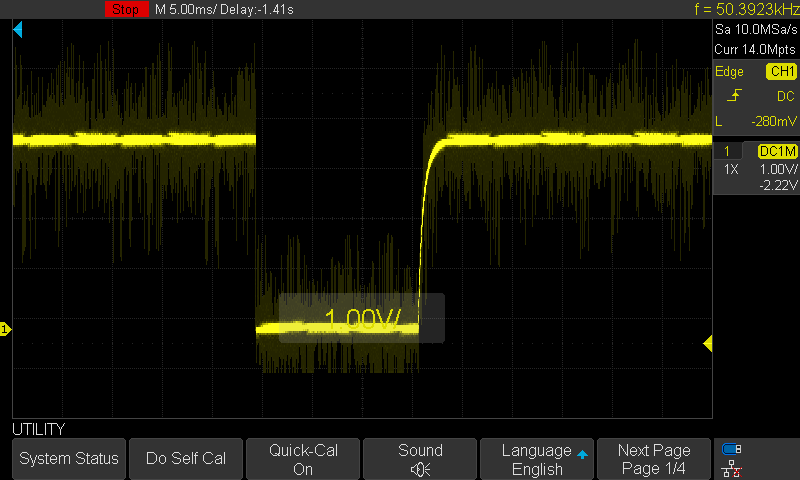 Stop M 5.00ms/ Delay:-1.41s f = 50.3923kHz
Sa 10.0MSa/s
Curr 14.0Mpts
Edge CH1
DC
L -280mV
1 DC1M
1X 1.00V/
-2.22V
1
1.00V/
UTILITY
System Status Do Self Cal Quick-Cal On Sound Language English Next Page Page 1/4